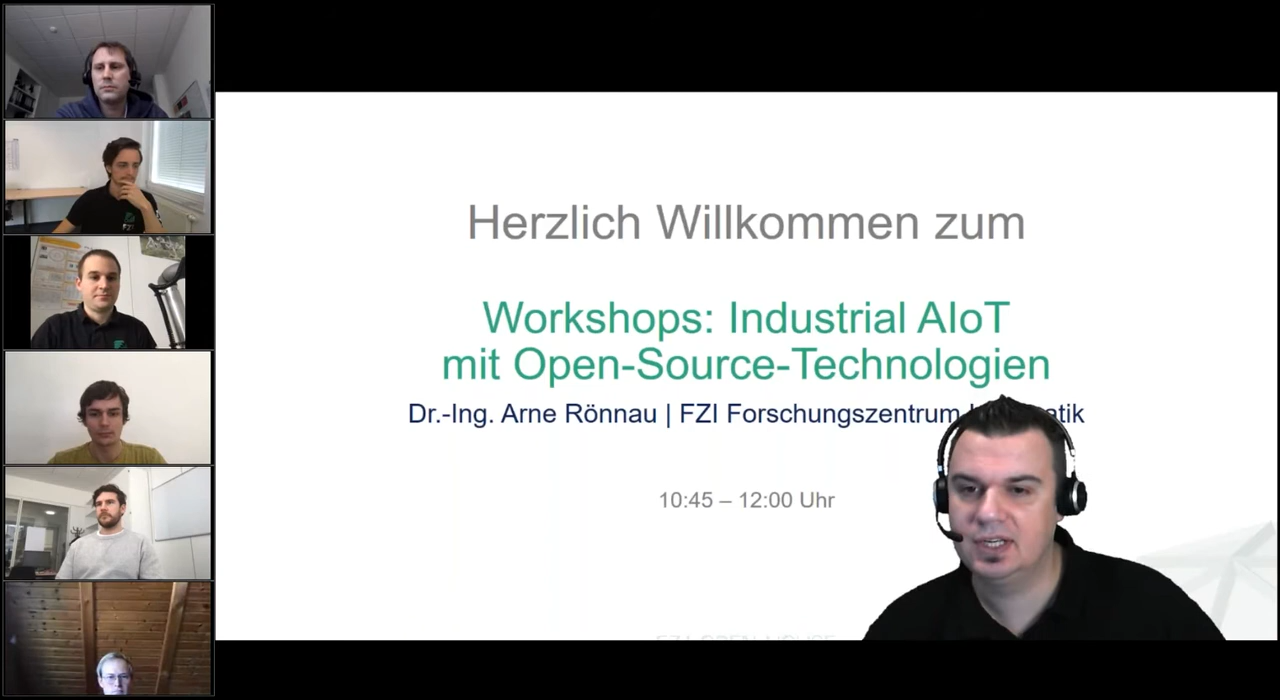 Herzlich Willkommen zum
Workshops: Industrial AIoT
mit Open-Source-Technologien
Dr.-Ing. Arne Rönnau | FZI Forschungszentrum
10:45 – 12:00 Uhr